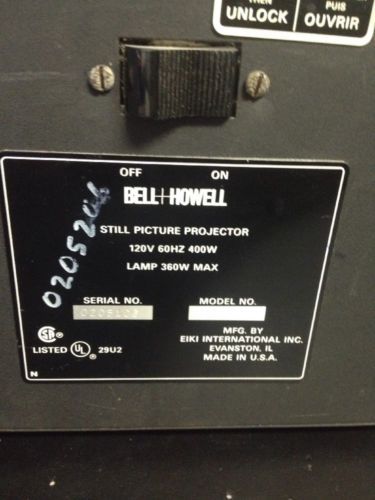 THEN PUIS
UNLOCK OUVRIR
OFF ON
BELL+HOWELL
STILL PICTURE PROJECTOR
120V 60HZ 400W
LAMP 360W MAX
SERIAL NO. MODEL NO.
MFG. BY
EIKI INTERNATIONAL INC.
EVANSTON, IL
MADE IN U.S.A.
LISTED UL 29U2
N